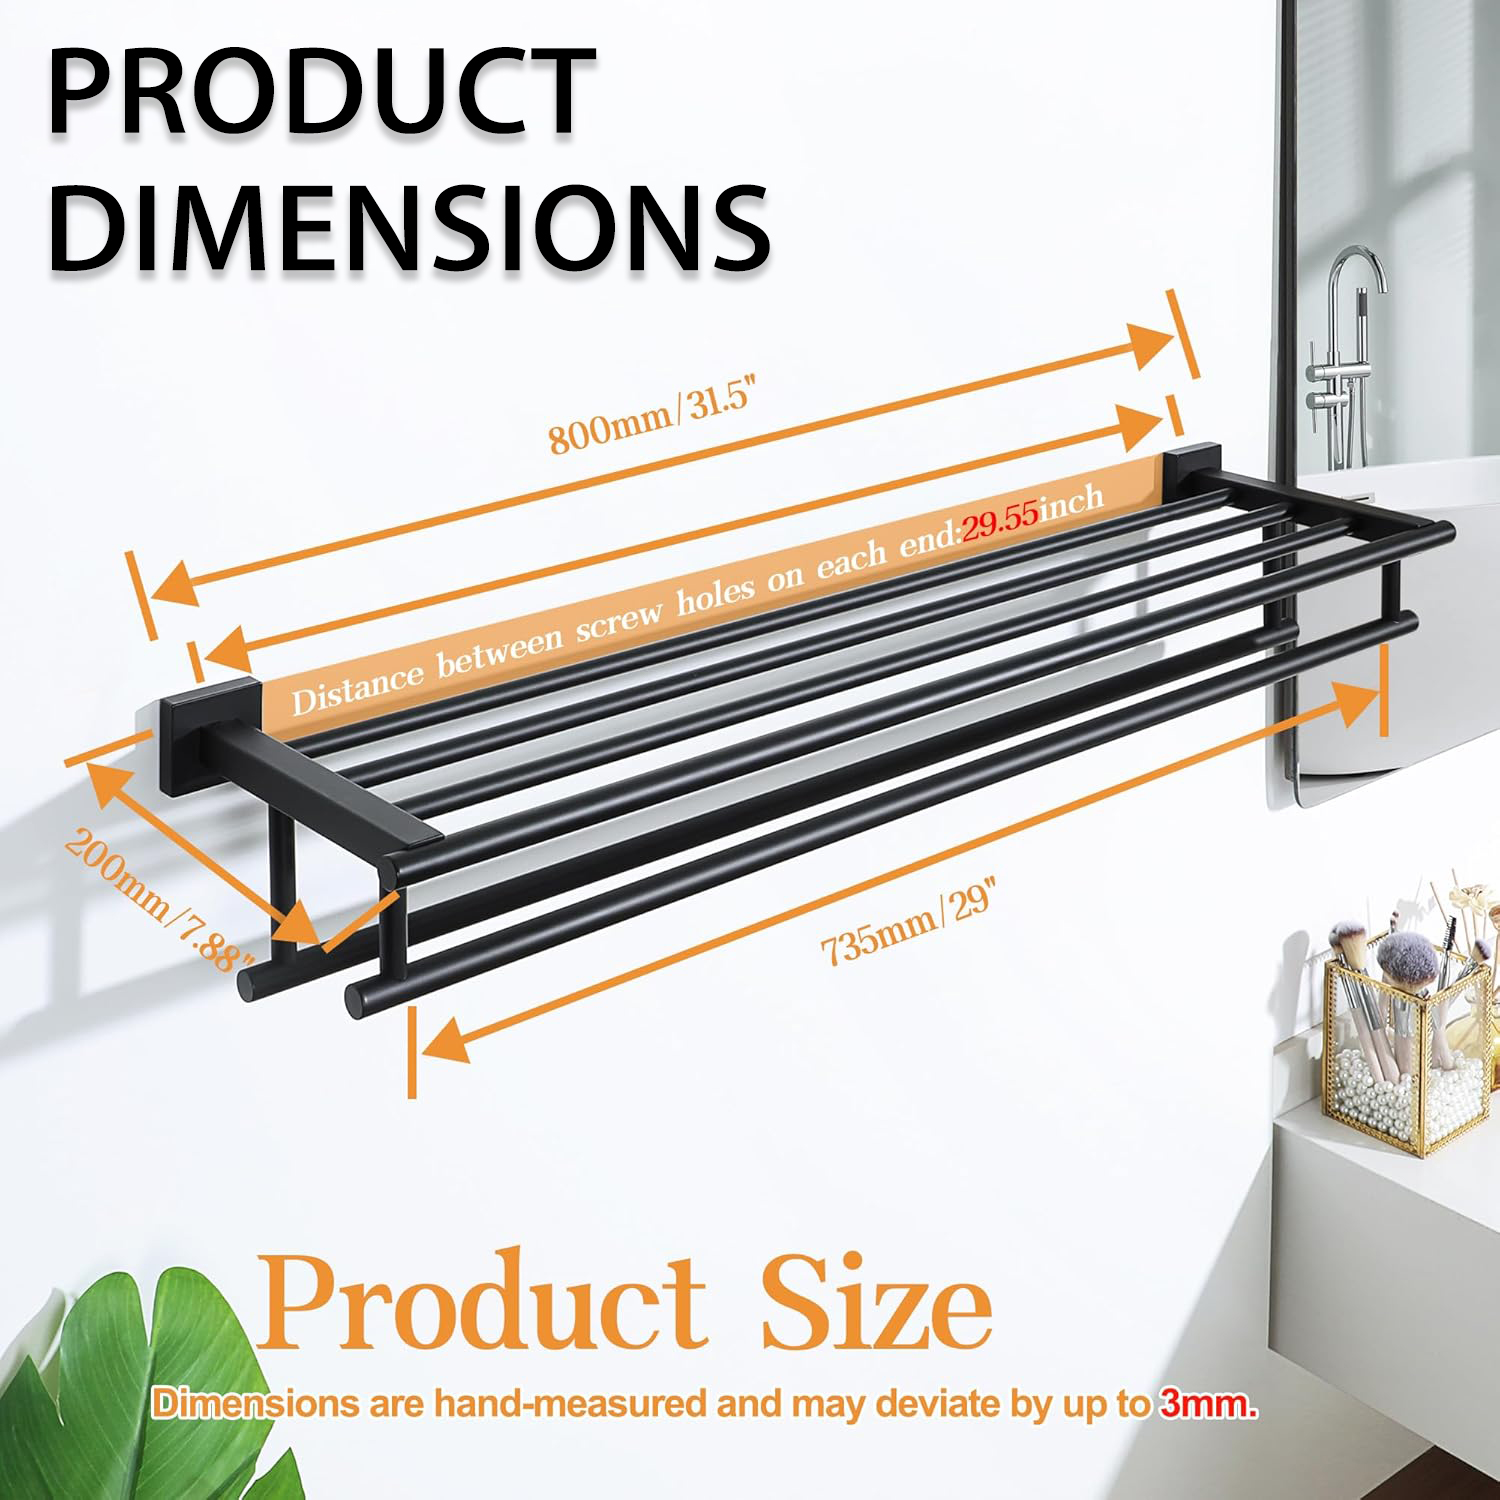 PRODUCT
DIMENSIONS
800mm/31.5"
Distance between screw holes on each end:29.55inch
200mm/7.88"
735mm/29"
Product Size
Dimensions are hand-measured and may deviate by up to 3mm.